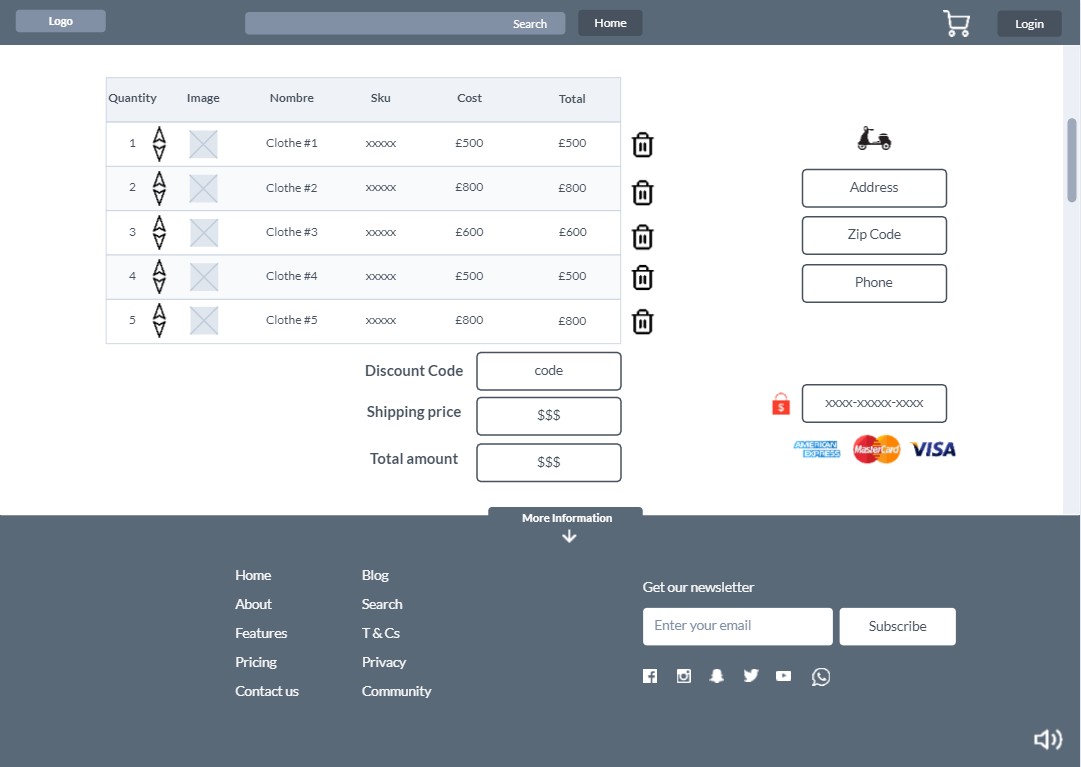 Logo
Search
Home
Login
Quantity Image Nombre Sku Cost Total
1 Clothe #1 xxxxx £500 £500
2 Clothe #2 xxxxx £800 £800
3 Clothe #3 xxxxx £600 £600
4 Clothe #4 xxxxx £500 £500
5 Clothe #5 xxxxx £800 £800
Discount Code code
Shipping price $$$
Total amount $$$
Address
Zip Code
Phone
$
xxxx-xxxxx-xxxx
AMERICAN EXPRESS MasterCard VISA
More Information
Home
About
Features
Pricing
Contact us
Blog
Search
T & Cs
Privacy
Community
Get our newsletter
Enter your email Subscribe